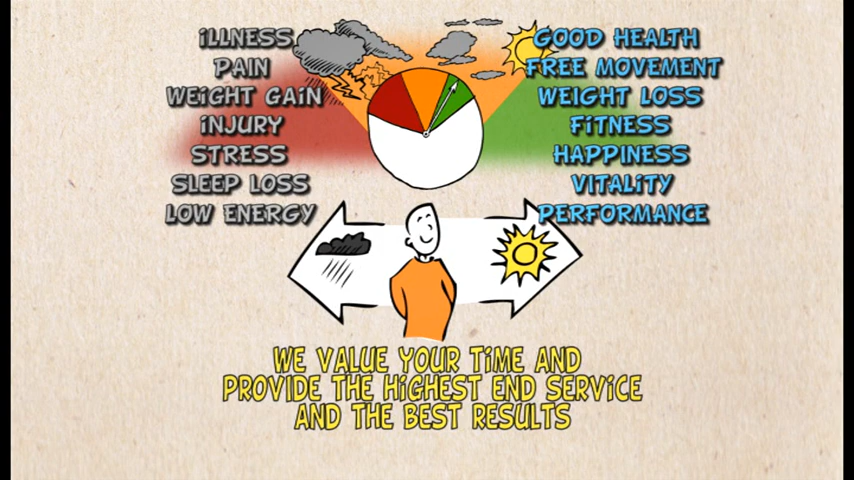 ILLNESS
PAIN
WEIGHT GAIN
INJURY
STRESS
SLEEP LOSS
LOW ENERGY
GOOD HEALTH
FREE MOVEMENT
WEIGHT LOSS
FITNESS
HAPPINESS
VITALITY
PERFORMANCE
WE VALUE YOUR TIME AND
PROVIDE THE HIGHEST END SERVICE
AND THE BEST RESULTS